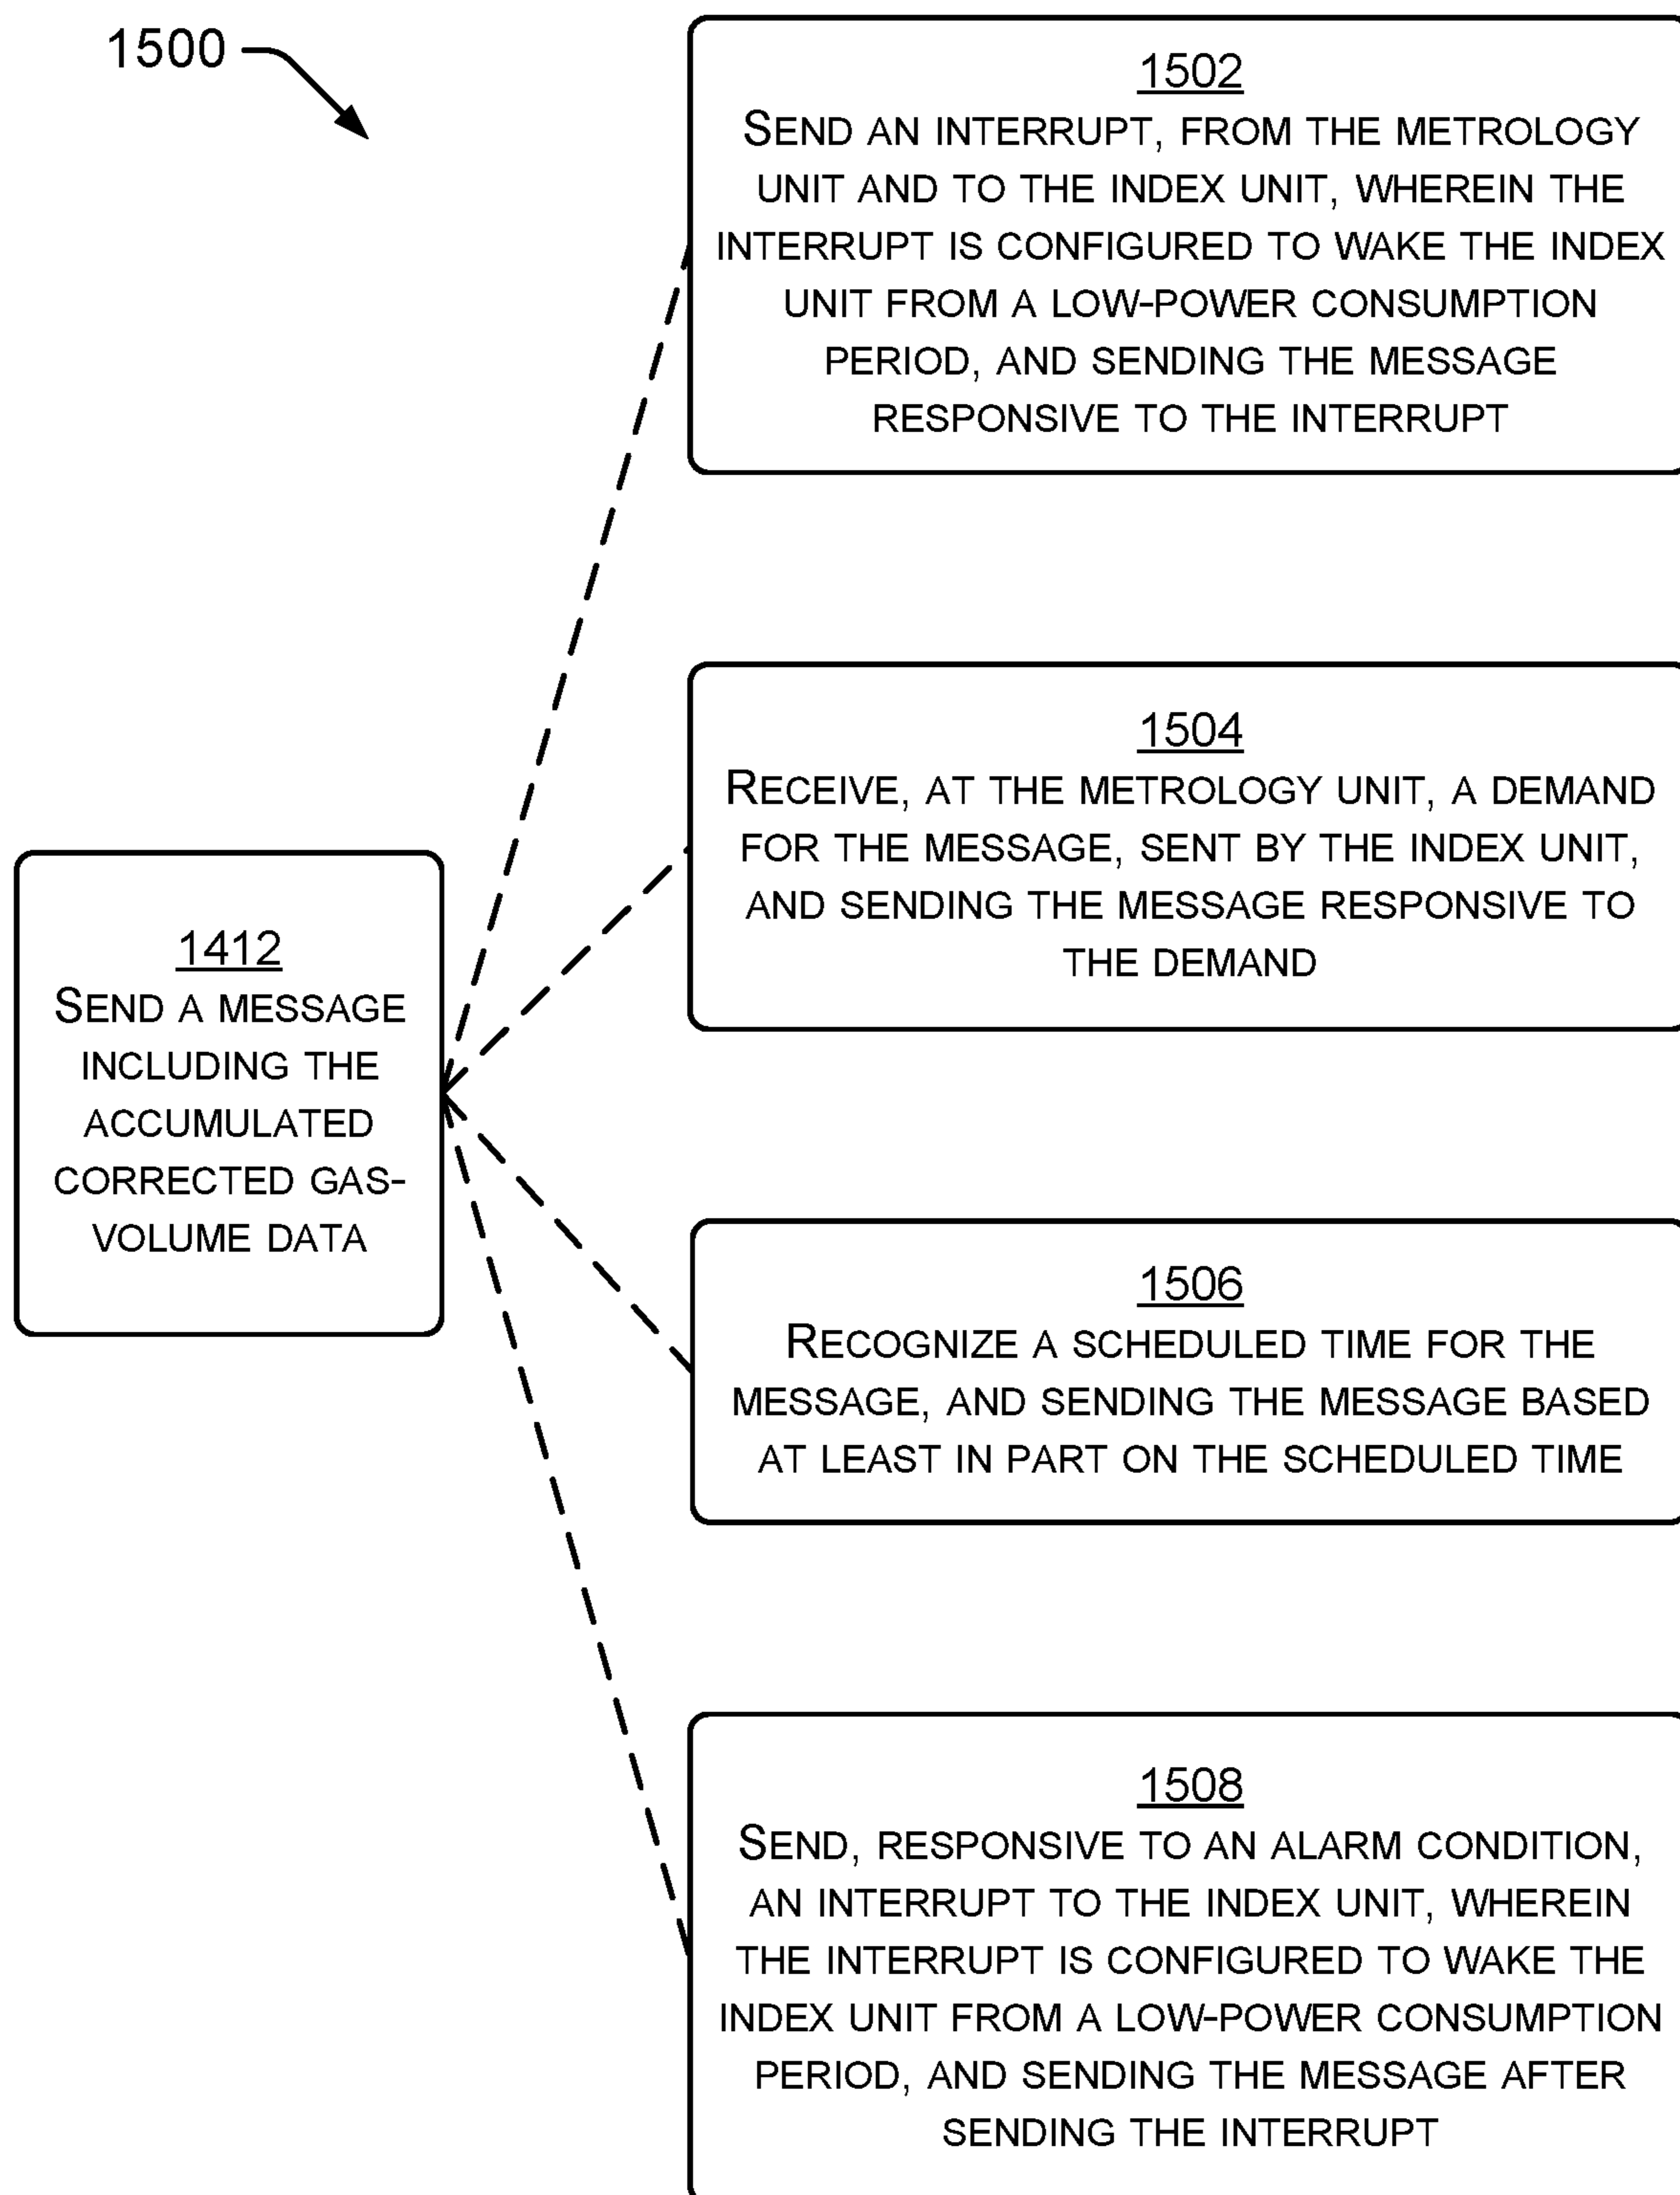 1500
1502
SEND AN INTERRUPT, FROM THE METROLOGY
UNIT AND TO THE INDEX UNIT, WHEREIN THE
INTERRUPT IS CONFIGURED TO WAKE THE INDEX
UNIT FROM A LOW-POWER CONSUMPTION
PERIOD, AND SENDING THE MESSAGE
RESPONSIVE TO THE INTERRUPT
1504
RECEIVE, AT THE METROLOGY UNIT, A DEMAND
FOR THE MESSAGE, SENT BY THE INDEX UNIT,
AND SENDING THE MESSAGE RESPONSIVE TO
THE DEMAND
1412
SEND A MESSAGE
INCLUDING THE
ACCUMULATED
CORRECTED GAS-
VOLUME DATA
1506
RECOGNIZE A SCHEDULED TIME FOR THE
MESSAGE, AND SENDING THE MESSAGE BASED
AT LEAST IN PART ON THE SCHEDULED TIME
1508
SEND, RESPONSIVE TO AN ALARM CONDITION,
AN INTERRUPT TO THE INDEX UNIT, WHEREIN
THE INTERRUPT IS CONFIGURED TO WAKE THE
INDEX UNIT FROM A LOW-POWER CONSUMPTION
PERIOD, AND SENDING THE MESSAGE AFTER
SENDING THE INTERRUPT